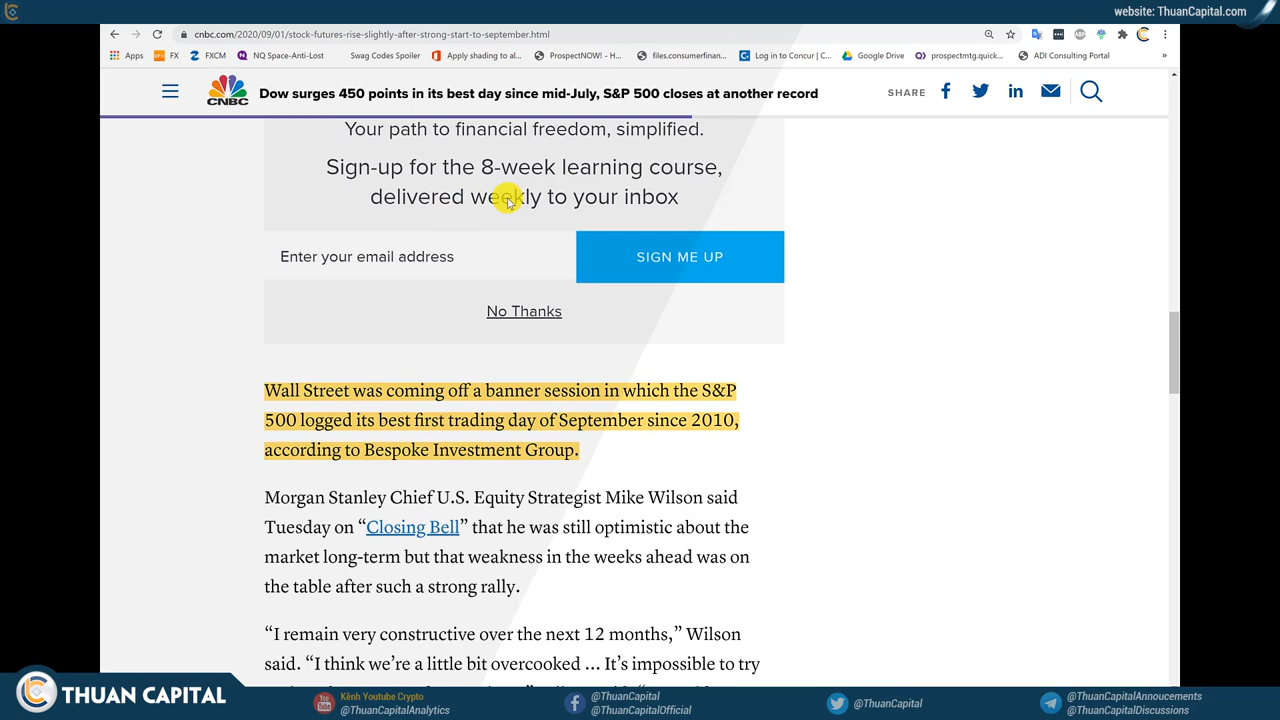 website: ThuanCapital.com
cnbc.com/2020/09/01/stock-futures-rise-slightly-after-strong-start-to-september.html
Apps FX FXCM NQ Space-Anti-Lost Swag Codes Spoiler Apply shading to al... ProspectNOW! - H... files.consumerfinan... Log in to Concur | C... Google Drive prospectmtg.quick... ADI Consulting Portal »
CNBC Dow surges 450 points in its best day since mid-July, S&P 500 closes at another record SHARE
Your path to financial freedom, simplified.
Sign-up for the 8-week learning course,
delivered weekly to your inbox
Enter your email address SIGN ME UP
No Thanks
Wall Street was coming off a banner session in which the S&P
500 logged its best first trading day of September since 2010,
according to Bespoke Investment Group.
Morgan Stanley Chief U.S. Equity Strategist Mike Wilson said
Tuesday on “Closing Bell” that he was still optimistic about the
market long-term but that weakness in the weeks ahead was on
the table after such a strong rally.
“I remain very constructive over the next 12 months,” Wilson
said. “I think we’re a little bit overcooked ... It’s impossible to try
THUAN CAPITAL
Kênh Youtube Crypto
@ThuanCapitalAnalytics
@ThuanCapital
@ThuanCapitalOfficial
@ThuanCapital
@ThuanCapitalAnnoucements
@ThuanCapitalDiscussions